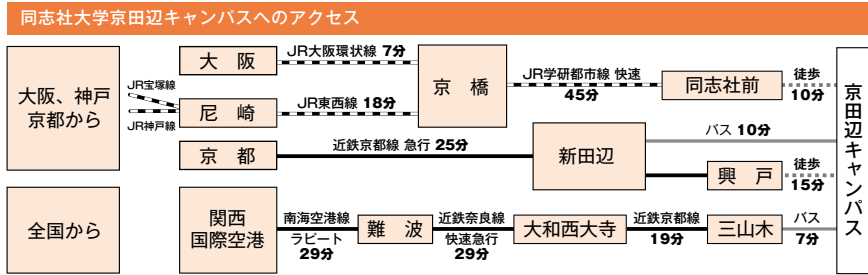 同志社大学京田辺キャンパスへのアクセス
大阪、神戸
京都から
JR宝塚線
JR神戸線
大 阪
JR大阪環状線 7分
尼 崎
JR東西線 18分
京 橋
JR学研都市線 快速
45分
同志社前
徒歩
10分
京 都
近鉄京都線 急行 25分
新田辺
バス 10分
興 戸
徒歩
15分
全国から
関西
国際空港
南海空港線
ラピート
29分
難 波
近鉄奈良線
快速急行
29分
大和西大寺
近鉄京都線
19分
三山木
バス
7分
京田辺キャンパス